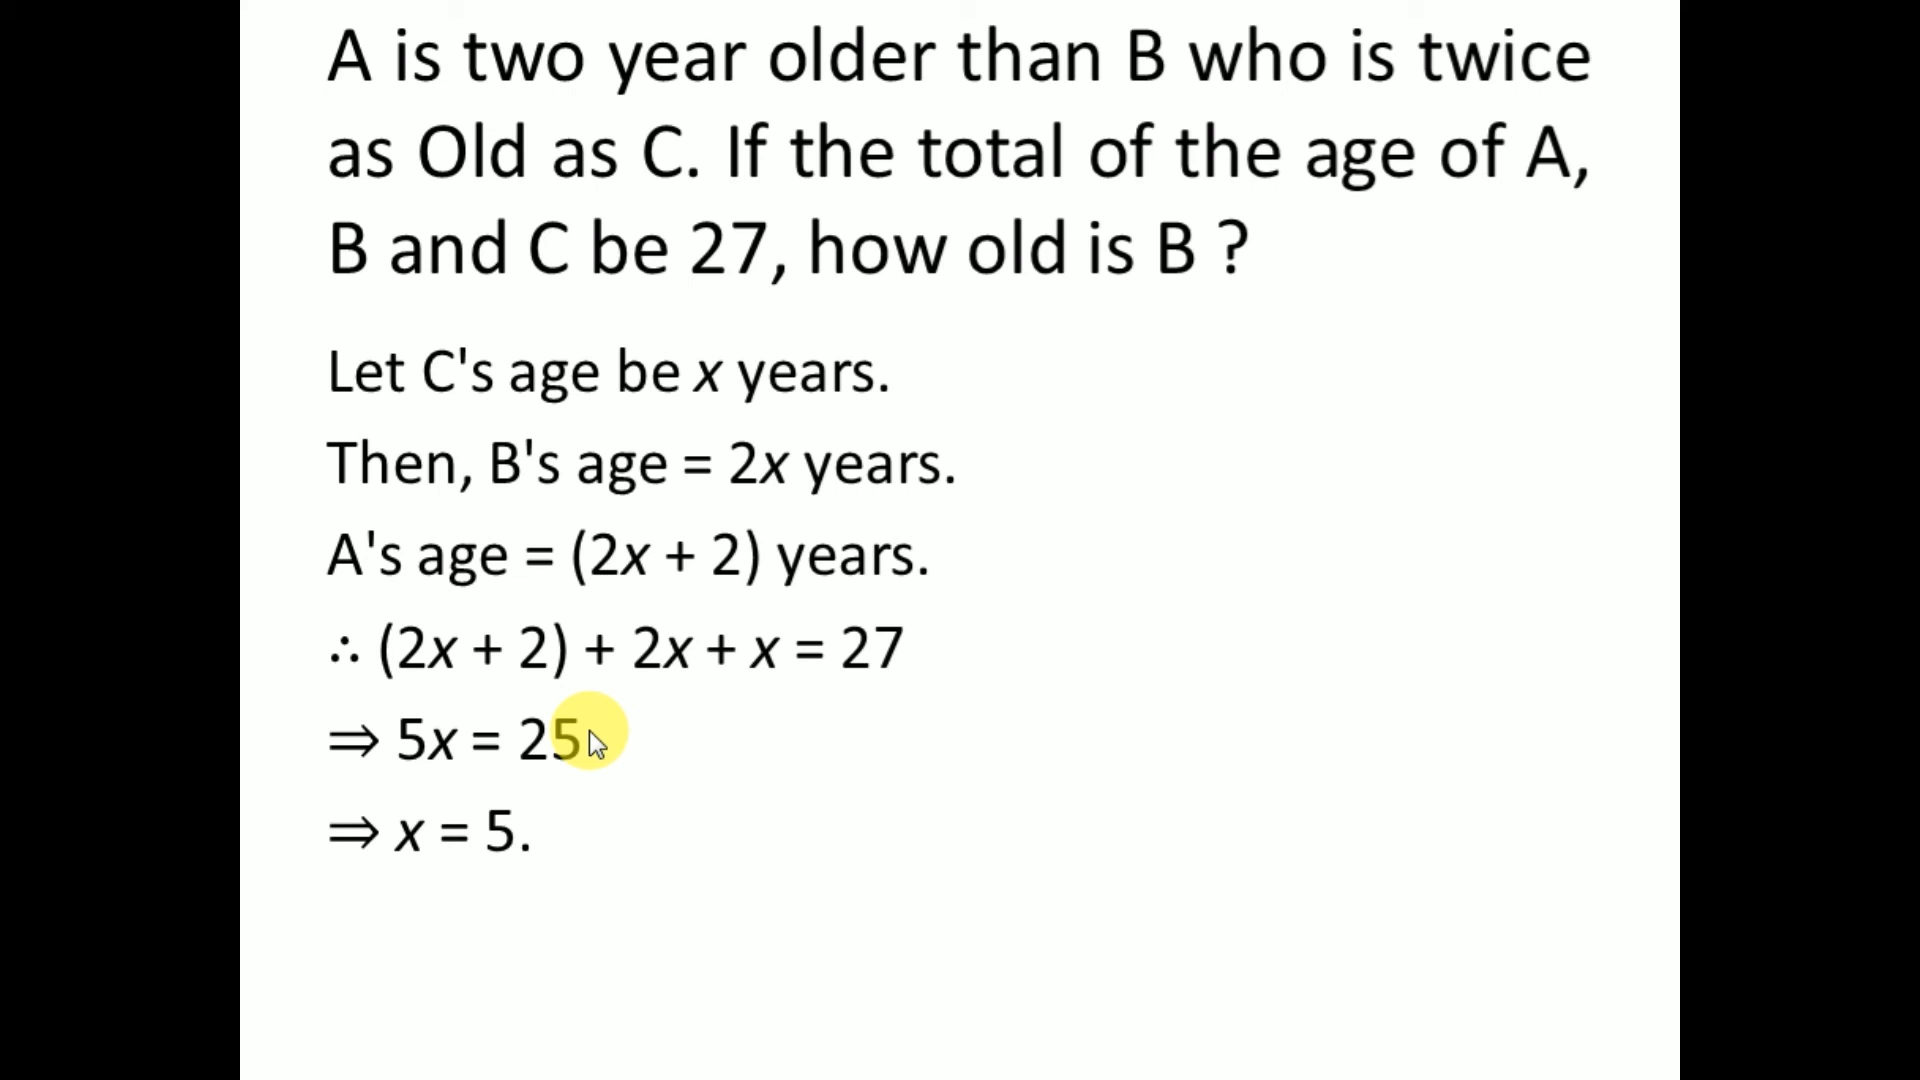 A is two year older than B who is twice
as Old as C. If the total of the age of A,
B and C be 27, how old is B ?
Let C's age be x years.
Then, B's age = 2x years.
A's age = (2x + 2) years.
∴ (2x + 2) + 2x + x = 27
⇒ 5x = 25
⇒ x = 5.